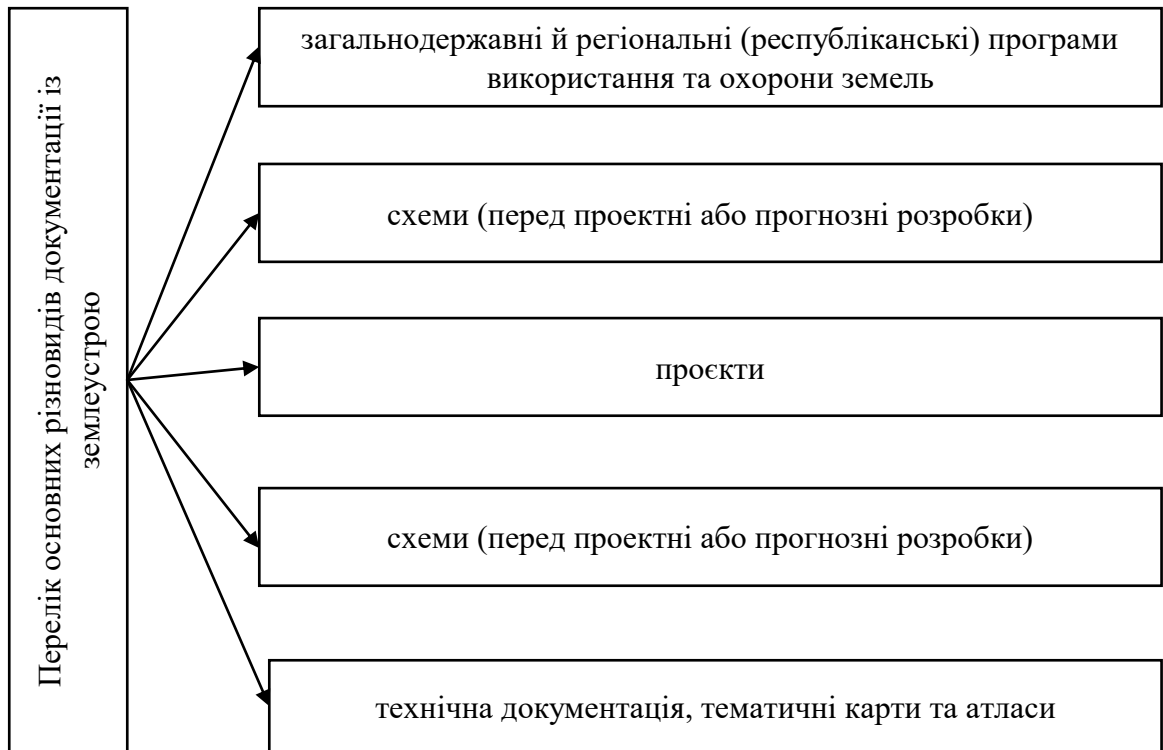 Перелік основних різновидів документації із
землеустрою
загальнодержавні й регіональні (республіканські) програми
використання та охорони земель
схеми (перед проектні або прогнозні розробки)
проєкти
схеми (перед проектні або прогнозні розробки)
технічна документація, тематичні карти та атласи